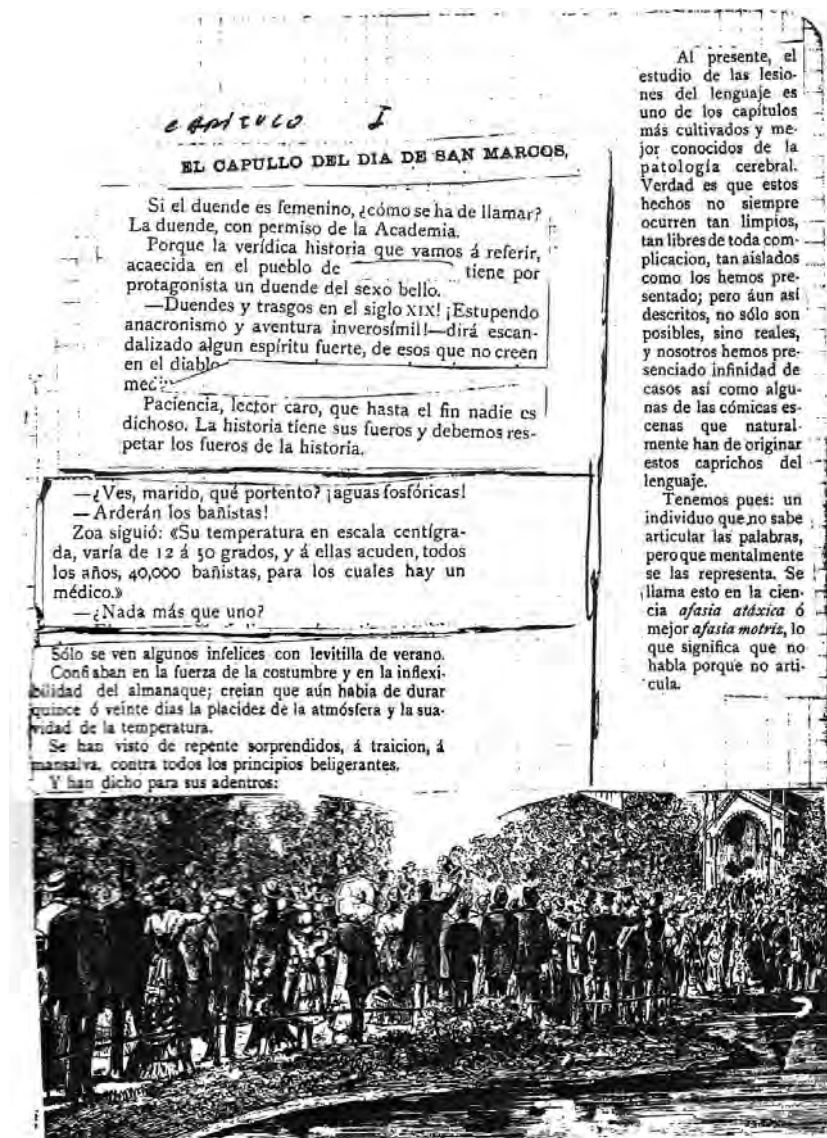 CAPÍTULO I
EL CAPULLO DEL DIA DE SAN MARCOS,
Si el duende es femenino, ¿cómo se ha de llamar?
La duende, con permiso de la Academia.
Porque la verídica historia que vamos á referir,
acaecida en el pueblo de tiene por
protagonista un duende del sexo bello.
—Duendes y trasgos en el siglo XIX! ¡Estupendo
anacronismo y aventura inverosímil!—dirá escan-
dalizado algun espíritu fuerte, de esos que no creen
en el diablo
Paciencia, lector caro, que hasta el fin nadie es
dichoso. La historia tiene sus fueros y debemos res-
petar los fueros de la historia.
—¿Ves, marido, qué portento? ¡aguas fosfóricas!
—Arderán los bañistas!
Zoa siguió: «Su temperatura en escala centígra-
da, varía de 12 á 50 grados, y á ellas acuden, todos
los años, 40,000 bañistas, para los cuales hay un
médico.»
—¿Nada más que uno?
Sólo se ven algunos infelices con levitilla de verano.
Confiaban en la fuerza de la costumbre y en la inflexi-
bilidad del almanaque; creian que aún habia de durar
quince ó veinte dias la placidez de la atmósfera y la sua-
vidad de la temperatura.
Se han visto de repente sorprendidos, á traicion, á
mansalva, contra todos los principios beligerantes.
Y han dicho para sus adentros:
Al presente, el
estudio de las lesio-
nes del lenguaje es
uno de los capítulos
más cultivados y me-
jor conocidos de la
patología cerebral.
Verdad es que estos
hechos no siempre
ocurren tan limpios,
tan libres de toda com-
plicacion, tan aislados
como los hemos pre-
sentado; pero áun así
descritos, no sólo son
posibles, sino reales,
y nosotros hemos pre-
senciado infinidad de
casos así como algu-
nas de las cómicas es-
cenas que natural-
mente han de originar
estos caprichos del
lenguaje.
Tenemos pues: un
individuo que no sabe
articular las palabras,
pero que mentalmente
se las representa. Se
llama esto en la cien-
cia afasia atáxica ó
mejor afasia motriz, lo
que significa que no
habla porque no arti-
cula.